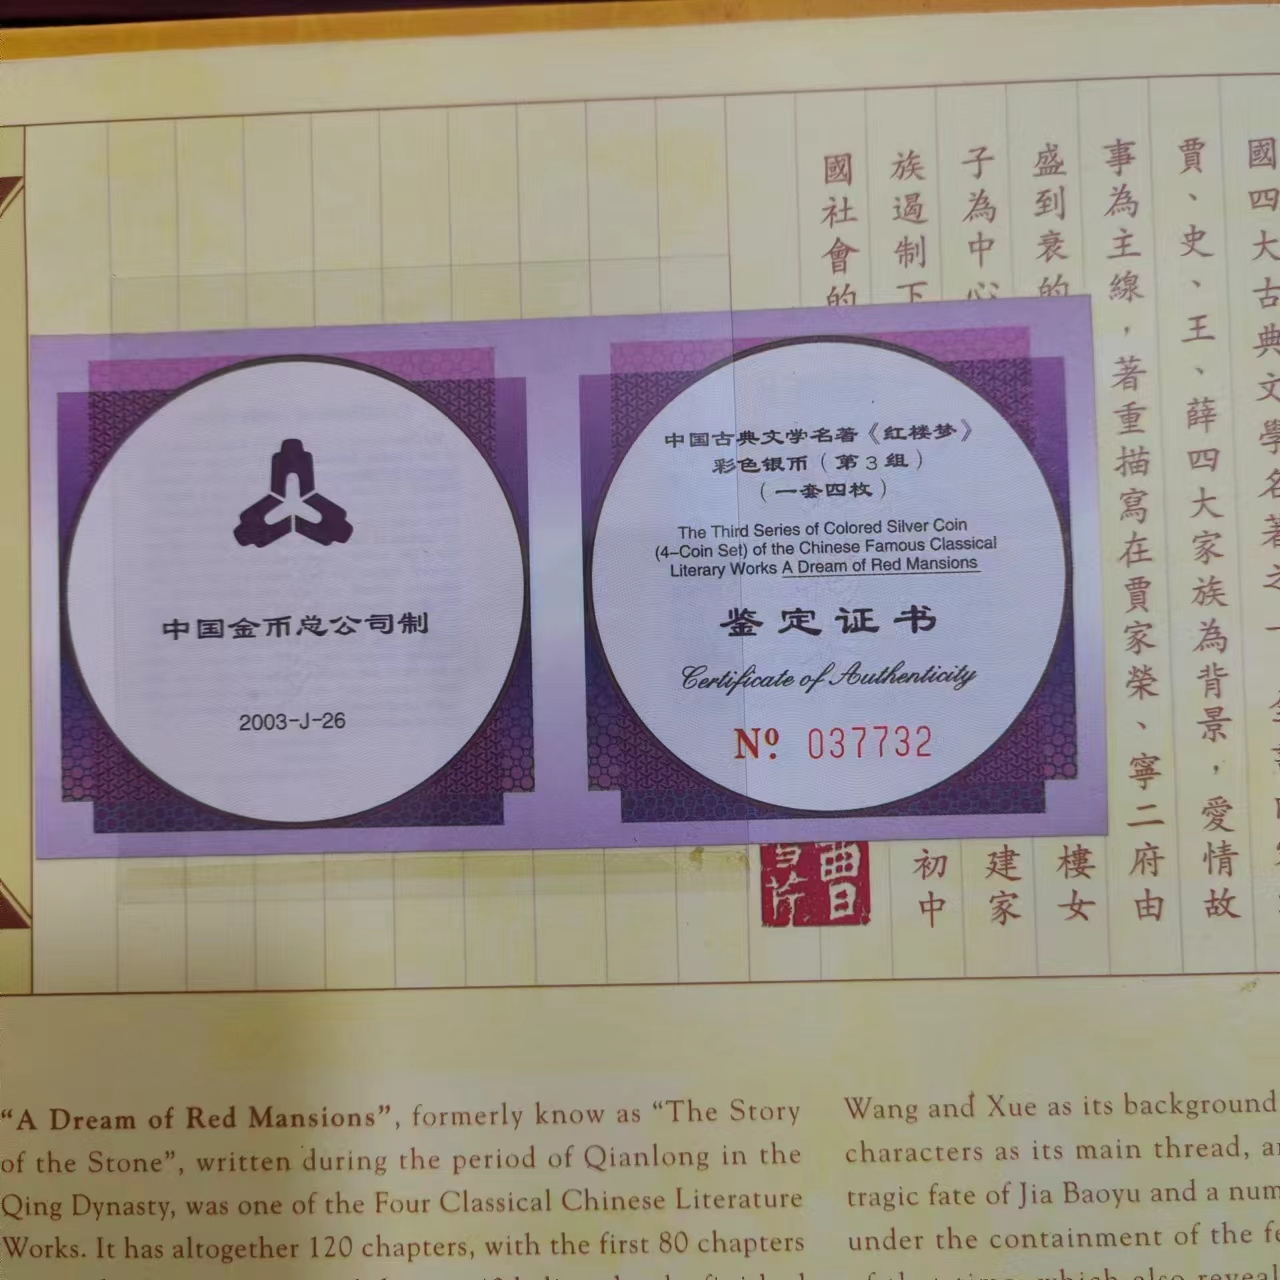 國四大古典文學名著之一
賈、史、王、薛四大家族為背景，愛情故
事為主線，著重描寫在賈家榮、寧二府由
盛到衰的
樓女
子為中心
建家
族遏制下
初中
國社會的
中国金币总公司制
2003-J-26
中国古典文学名著《红楼梦》
彩色银币（第3组）
（一套四枚）
The Third Series of Colored Silver Coin
(4-Coin Set) of the Chinese Famous Classical
Literary Works A Dream of Red Mansions
鉴定证书
Certificate of Authenticity
Nº 037732
“A Dream of Red Mansions”, formerly know as “The Story
of the Stone”, written during the period of Qianlong in the
Qing Dynasty, was one of the Four Classical Chinese Literature
Works. It has altogether 120 chapters, with the first 80 chapters
Wang and Xue as its background
characters as its main thread,
tragic fate of Jia Baoyu and a num
under the containment of the fe